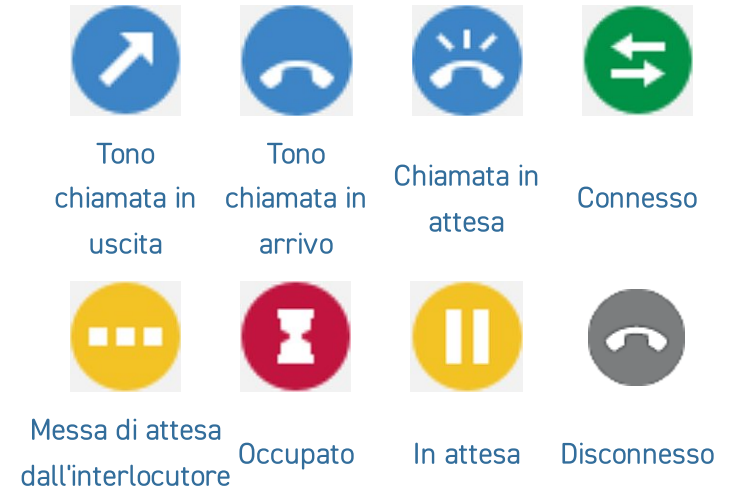 Tono
chiamata in
uscita
Tono
chiamata in
arrivo
Chiamata in
attesa
Connesso
Messa di attesa
dall'interlocutore
Occupato
In attesa
Disconnesso